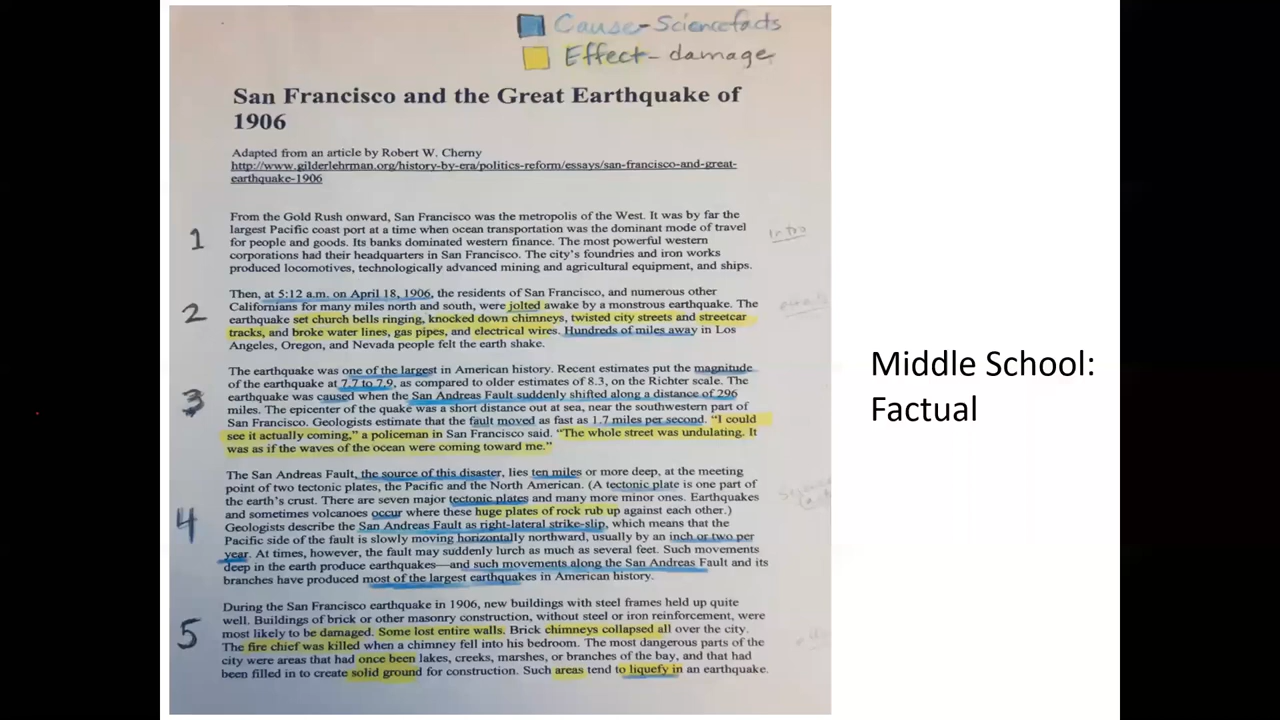 Cause-Science facts
Effect - damage
San Francisco and the Great Earthquake of
1906
Adapted from an article by Robert W. Cherny
http://www.gilderlehrman.org/history-by-era/politics-reform/essays/san-francisco-and-great-
earthquake-1906
From the Gold Rush onward, San Francisco was the metropolis of the West. It was by far the
largest Pacific coast port at a time when ocean transportation was the dominant mode of travel
1
Intro
for people and goods. Its banks dominated western finance. The most powerful western
corporations had their headquarters in San Francisco. The city's foundries and iron works
produced locomotives, technologically advanced mining and agricultural equipment, and ships.
Then, at 5:12 a.m. on April 18, 1906, the residents of San Francisco, and numerous other
Californians for many miles north and south, were jolted awake by a monstrous earthquake. The
2
earthquake set church bells ringing, knocked down chimneys, twisted city streets and streetcar
tracks, and broke water lines, gas pipes, and electrical wires. Hundreds of miles away in Los
Angeles, Oregon, and Nevada people felt the earth shake.
The earthquake was one of the largest in American history. Recent estimates put the magnitude
of the earthquake at 7.7 to 7.9, as compared to older estimates of 8.3, on the Richter scale. The
3
earthquake was caused when the San Andreas Fault suddenly shifted along a distance of 296
miles. The epicenter of the quake was a short distance out at sea, near the southwestern part of
San Francisco. Geologists estimate that the fault moved as fast as 1.7 miles per second. "I could
see it actually coming," a policeman in San Francisco said. "The whole street was undulating. It
was as if the waves of the ocean were coming toward me."
The San Andreas Fault, the source of this disaster, lies ten miles or more deep, at the meeting
point of two tectonic plates, the Pacific and the North American. (A tectonic plate is one part of
the earth's crust. There are seven major tectonic plates and many more minor ones. Earthquakes
and sometimes volcanoes occur where these huge plates of rock rub up against each other.)
4
Geologists describe the San Andreas Fault as right-lateral strike-slip, which means that the
Pacific side of the fault is slowly moving horizontally northward, usually by an inch or two per
year. At times, however, the fault may suddenly lurch as much as several feet. Such movements
deep in the earth produce earthquakes—and such movements along the San Andreas Fault and its
branches have produced most of the largest earthquakes in American history.
During the San Francisco earthquake in 1906, new buildings with steel frames held up quite
well. Buildings of brick or other masonry construction, without steel or iron reinforcement, were
5
most likely to be damaged. Some lost entire walls. Brick chimneys collapsed all over the city.
The fire chief was killed when a chimney fell into his bedroom. The most dangerous parts of the
city were areas that had once been lakes, creeks, marshes, or branches of the bay, and that had
been filled in to create solid ground for construction. Such areas tend to liquefy in an earthquake.
Middle School:
Factual